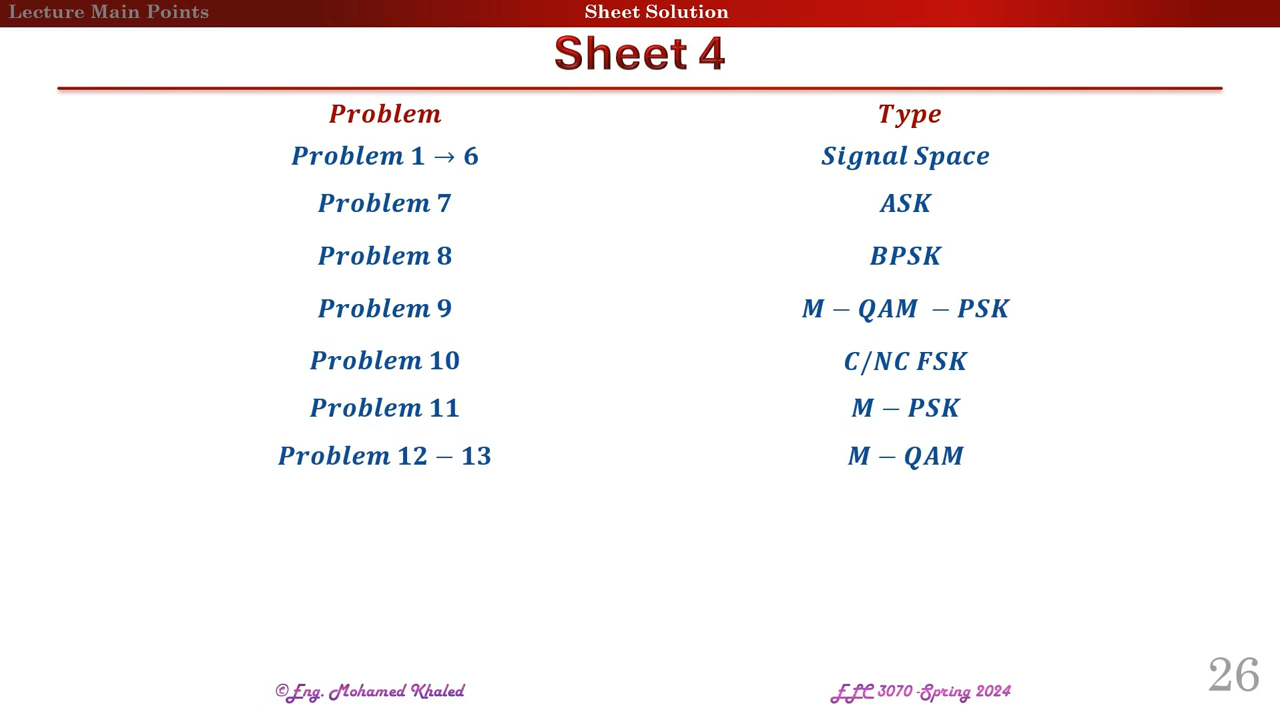 Lecture Main Points Sheet Solution
Sheet 4
Problem Type
Problem 1 → 6 Signal Space
Problem 7 ASK
Problem 8 BPSK
Problem 9 M − QAM − PSK
Problem 10 C/NC FSK
Problem 11 M − PSK
Problem 12 − 13 M − QAM
©Eng. Mohamed Khaled ELC 3070 -Spring 2024 26